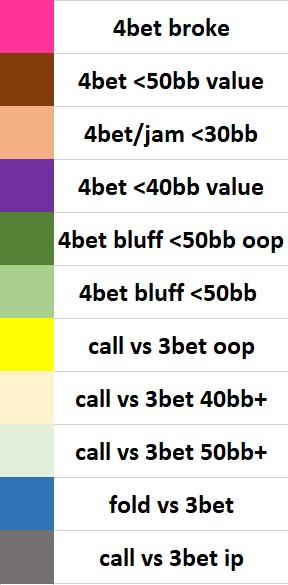 4bet broke
4bet <50bb value
4bet/jam <30bb
4bet <40bb value
4bet bluff <50bb oop
4bet bluff <50bb
call vs 3bet oop
call vs 3bet 40bb+
call vs 3bet 50bb+
fold vs 3bet
call vs 3bet ip